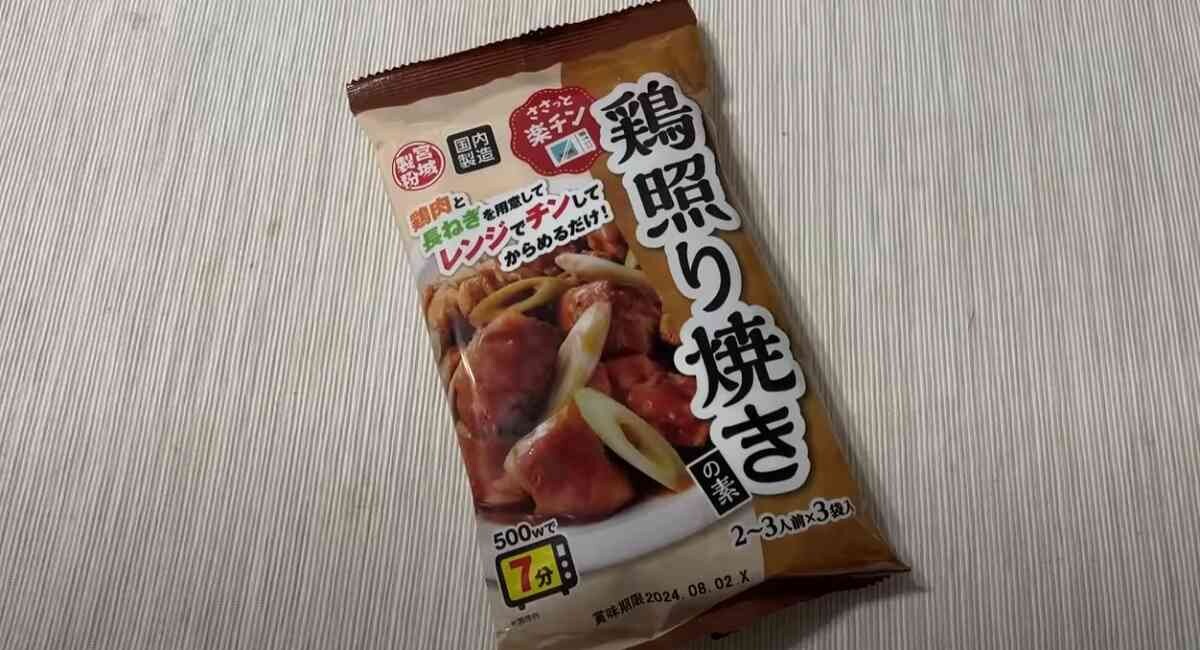 ささっと
楽チン
国内
製造
宮城
製粉
鶏照り焼き
の素
鶏肉と
長ねぎを用意して
レンジでチンして
からめるだけ!
2〜3人前×3袋入
500wで
7分
賞味期限2024.08.02.X